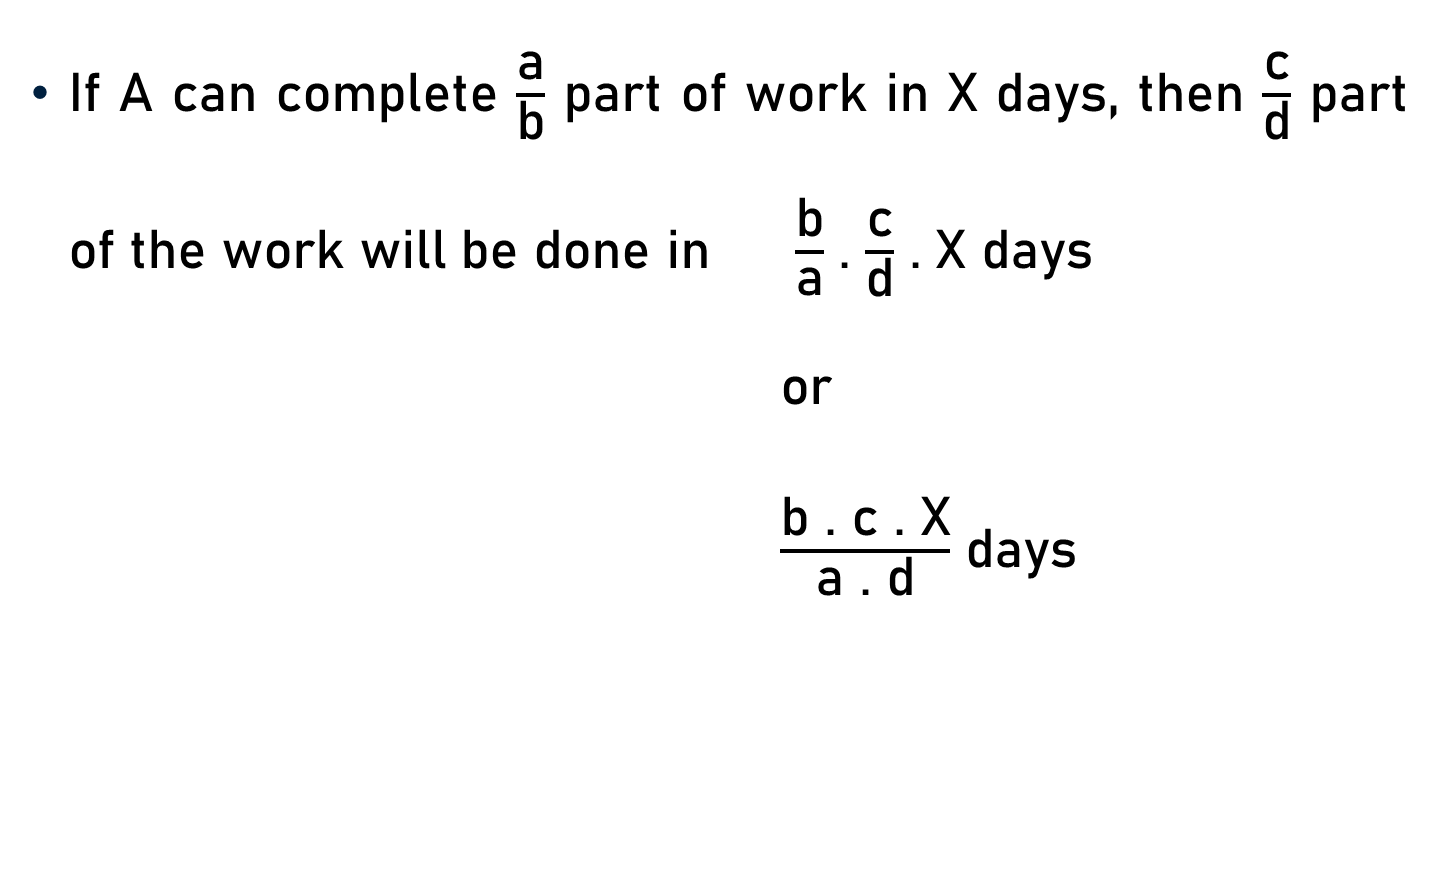 • If A can complete a/b part of work in X days, then c/d part
of the work will be done in b/a . c/d . X days
or
b . c . X / a . d days